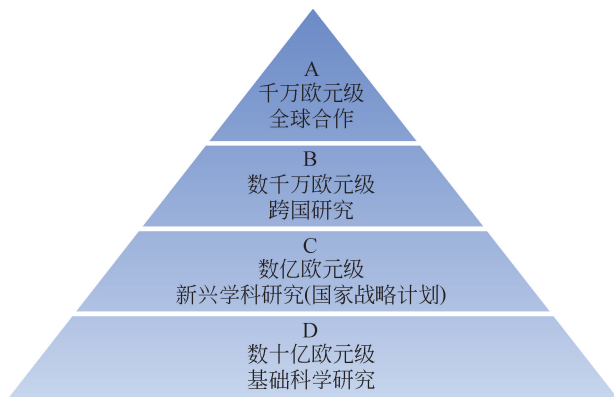 A
千万欧元级
全球合作
B
数千万欧元级
跨国研究
C
数亿欧元级
新兴学科研究(国家战略计划)
D
数十亿欧元级
基础科学研究